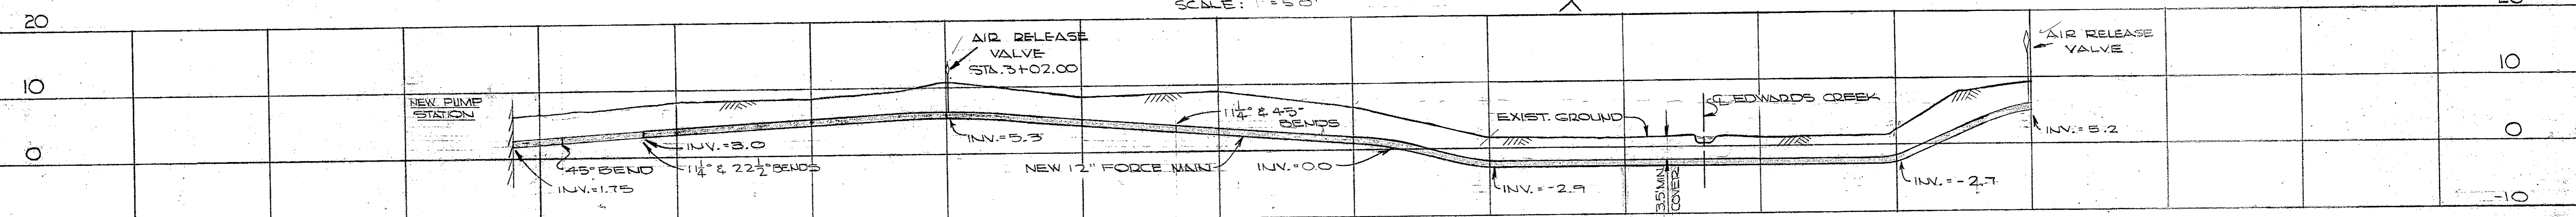 SCALE: 1"=50'
20
10
0
NEW PUMP
STATION
45° BEND
INV.=1.75
INV.=3.0
11¼° & 22½° BENDS
AIR RELEASE
VALVE
STA. 3+02.00
INV.=5.3
11¼° & 45°
BENDS
NEW 12" FORCE MAIN
INV.=0.0
EXIST. GROUND
INV.=-2.9
3.5' MIN.
COVER
℄ EDWARDS CREEK
INV.=-2.7
AIR RELEASE
VALVE
INV.=5.2
10
0
-10